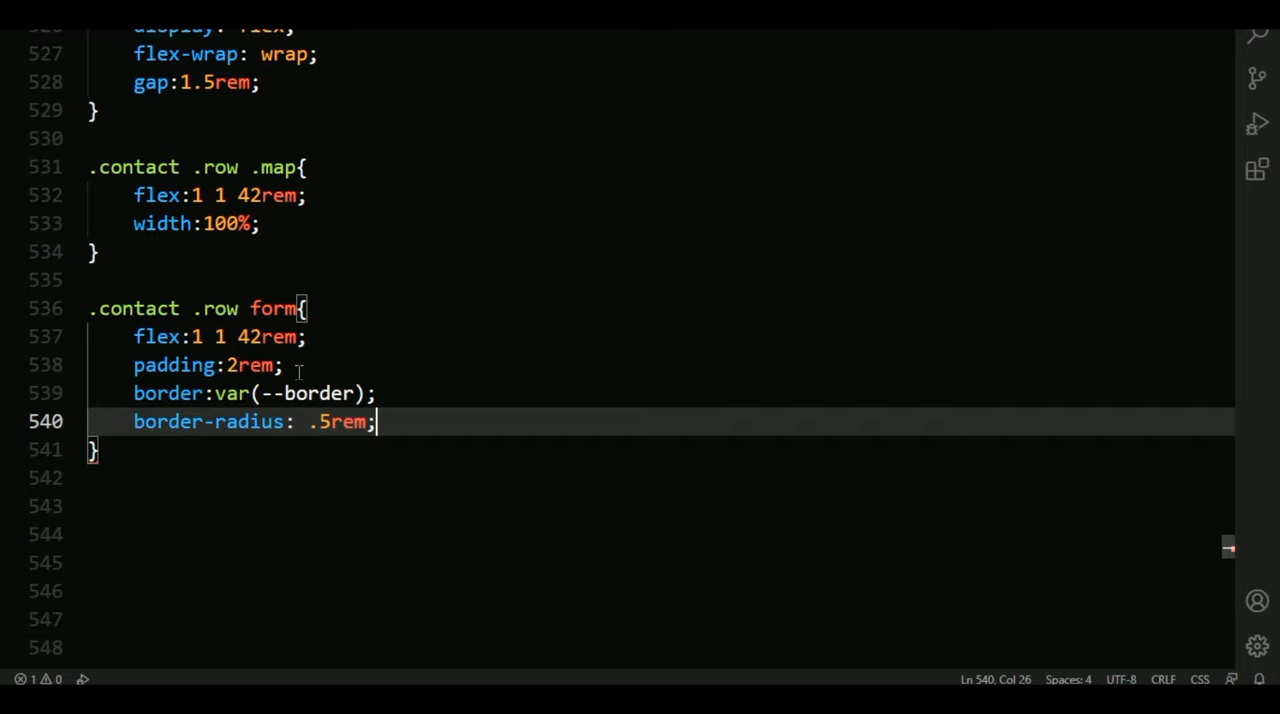 526 display: flex;
527 flex-wrap: wrap;
528 gap:1.5rem;
529 }
530
531 .contact .row .map{
532 flex:1 1 42rem;
533 width:100%;
534 }
535
536 .contact .row form{
537 flex:1 1 42rem;
538 padding:2rem;
539 border:var(--border);
540 border-radius: .5rem;
541 }
542
543
544
545
546
547
548
1 0 Ln 540, Col 26 Spaces: 4 UTF-8 CRLF CSS